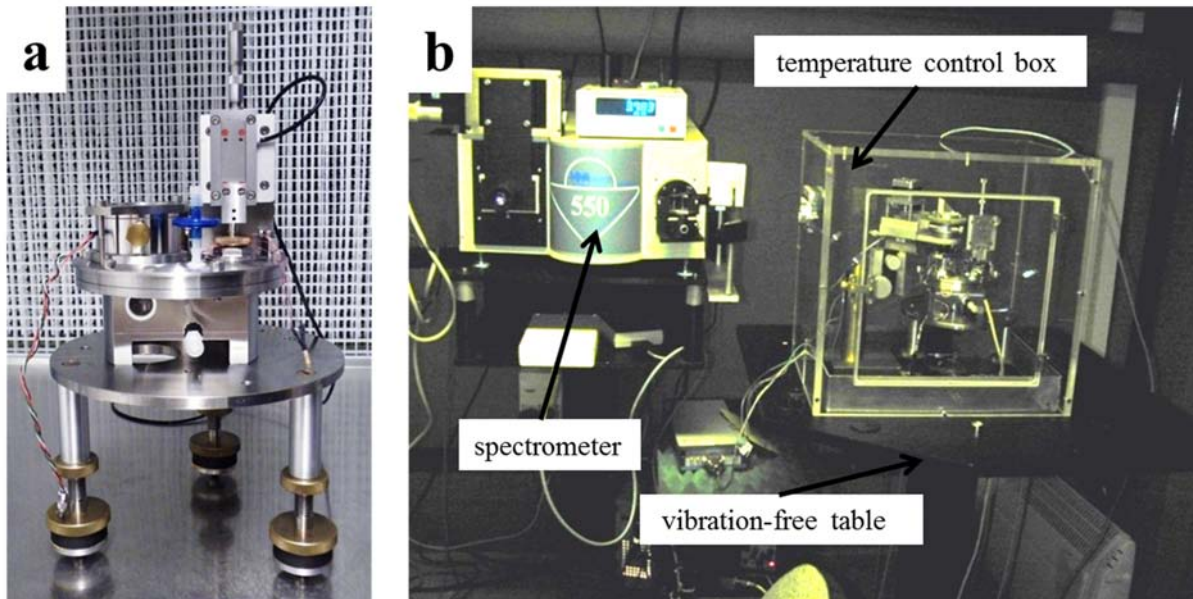 a
b
temperature control box
550
spectrometer
vibration-free table